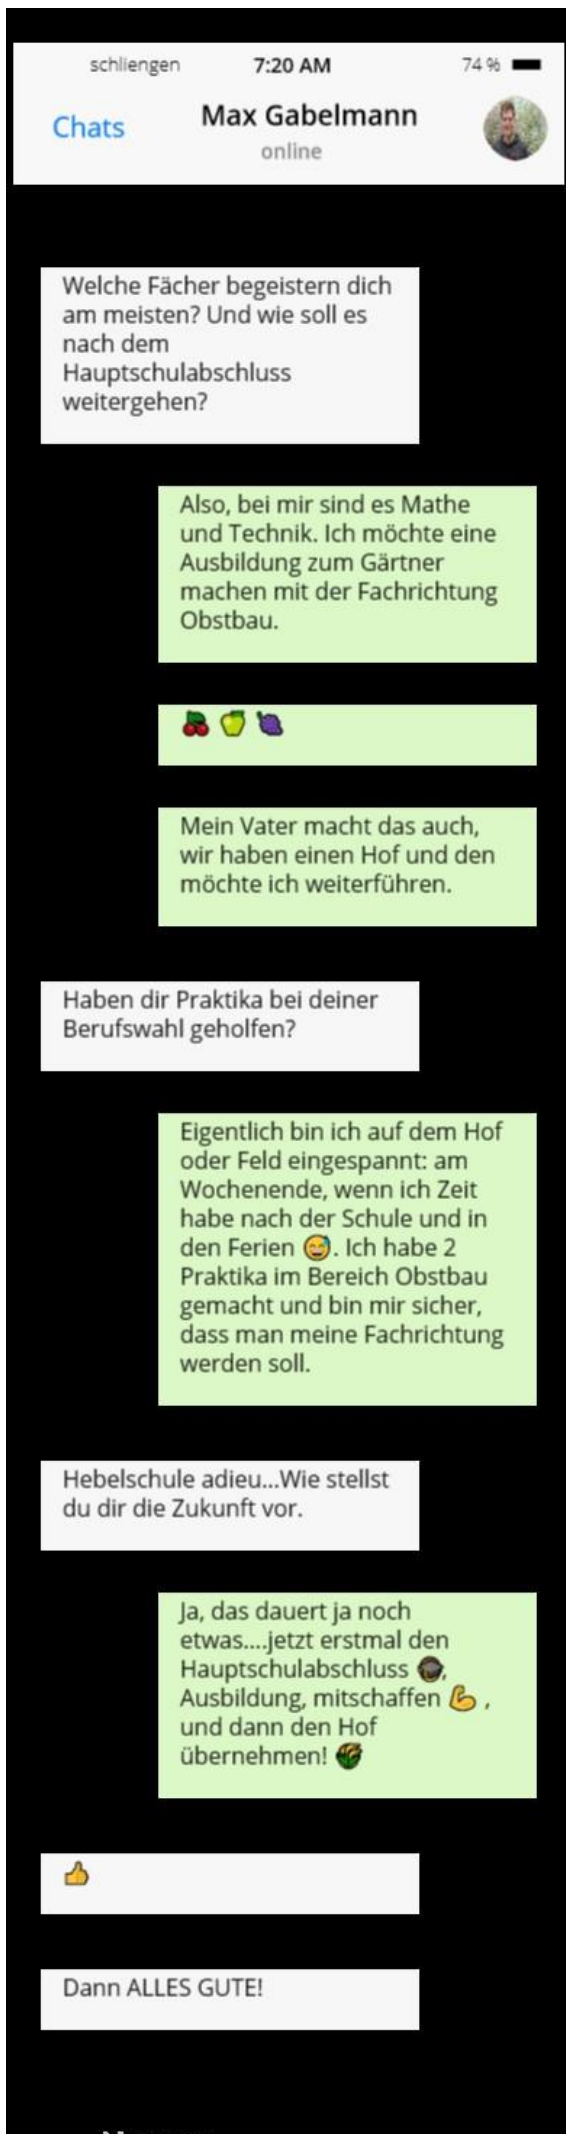 schliengen 7:20 AM 74 %
Chats Max Gabelmann
online
Welche Fächer begeistern dich
am meisten? Und wie soll es
nach dem
Hauptschulabschluss
weitergehen?
Also, bei mir sind es Mathe
und Technik. Ich möchte eine
Ausbildung zum Gärtner
machen mit der Fachrichtung
Obstbau.
🍒 🍏 🍇
Mein Vater macht das auch,
wir haben einen Hof und den
möchte ich weiterführen.
Haben dir Praktika bei deiner
Berufswahl geholfen?
Eigentlich bin ich auf dem Hof
oder Feld eingespannt: am
Wochenende, wenn ich Zeit
habe nach der Schule und in
den Ferien 😅. Ich habe 2
Praktika im Bereich Obstbau
gemacht und bin mir sicher,
dass man meine Fachrichtung
werden soll.
Hebelschule adieu...Wie stellst
du dir die Zukunft vor.
Ja, das dauert ja noch
etwas....jetzt erstmal den
Hauptschulabschluss 🎓,
Ausbildung, mitschaffen 💪 ,
und dann den Hof
übernehmen! 🌾
👍
Dann ALLES GUTE!